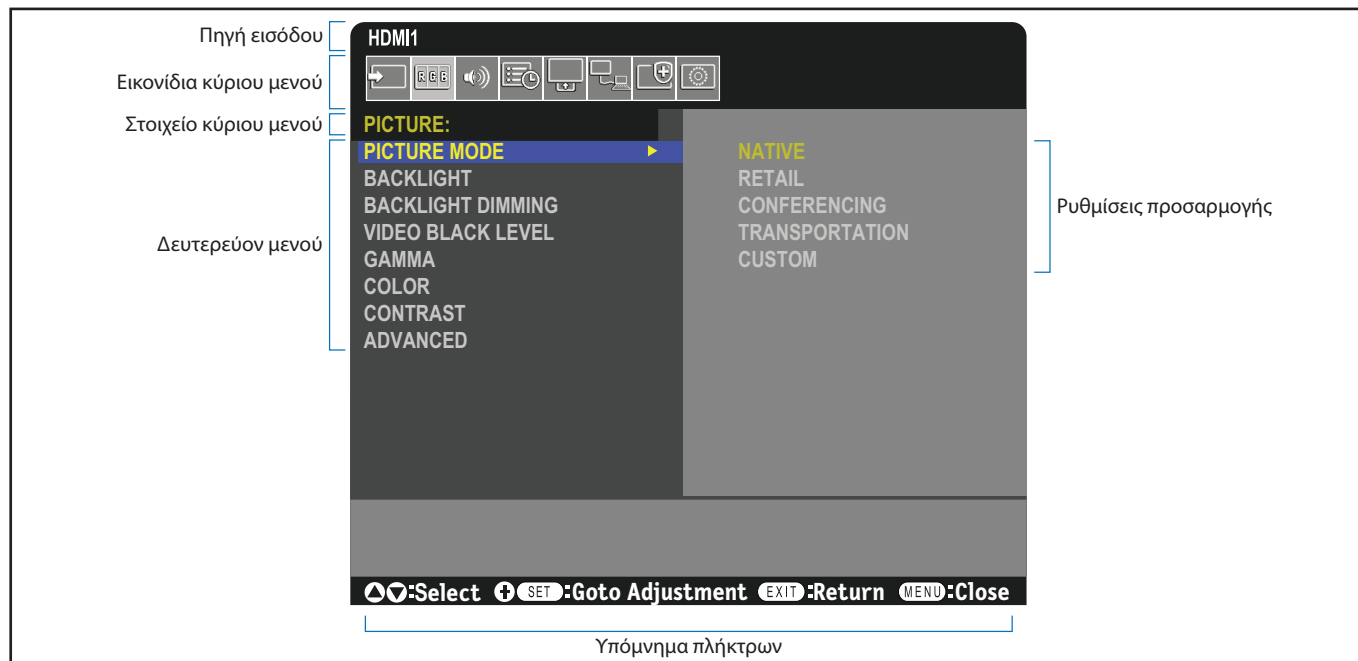 Πηγή εισόδου
HDMI1
Εικονίδια κύριου μενού
RGB
Στοιχείο κύριου μενού
PICTURE:
PICTURE MODE
NATIVE
BACKLIGHT
RETAIL
BACKLIGHT DIMMING
CONFERENCING
Ρυθμίσεις προσαρμογής
VIDEO BLACK LEVEL
TRANSPORTATION
Δευτερεύον μενού
GAMMA
CUSTOM
COLOR
CONTRAST
ADVANCED
:Select SET:Goto Adjustment EXIT:Return MENU:Close
Υπόμνημα πλήκτρων